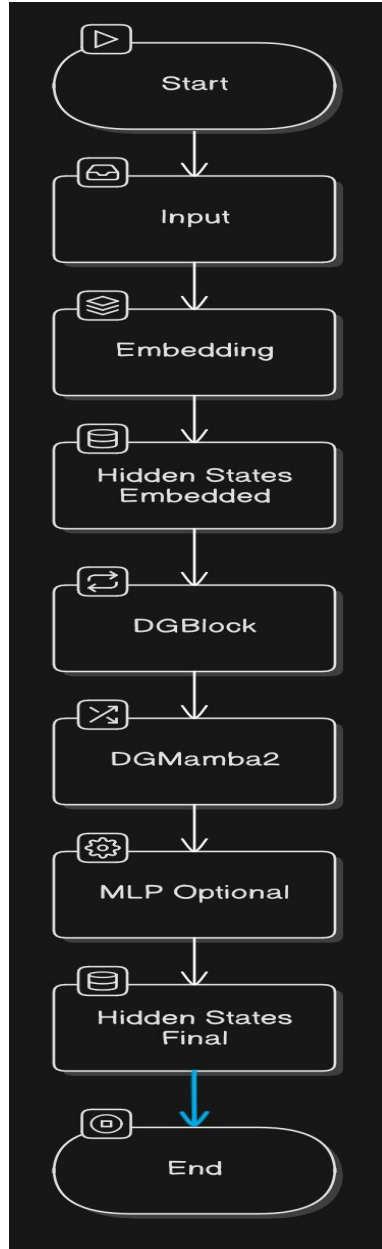 Start
Input
Embedding
Hidden States
Embedded
DGBlock
DGMamba2
MLP Optional
Hidden States
Final
End